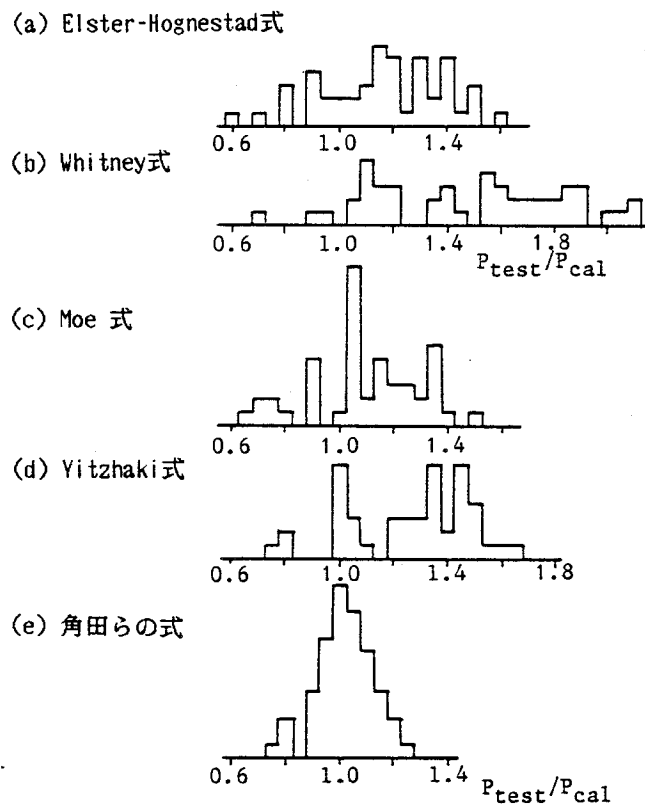 (a) Elster-Hognestad式
0.6 1.0 1.4
(b) Whitney式
0.6 1.0 1.4 1.8
Ptest/Pcal
(c) Moe 式
0.6 1.0 1.4
(d) Yitzhaki式
0.6 1.0 1.4 1.8
(e) 角田らの式
0.6 1.0 1.4
Ptest/Pcal